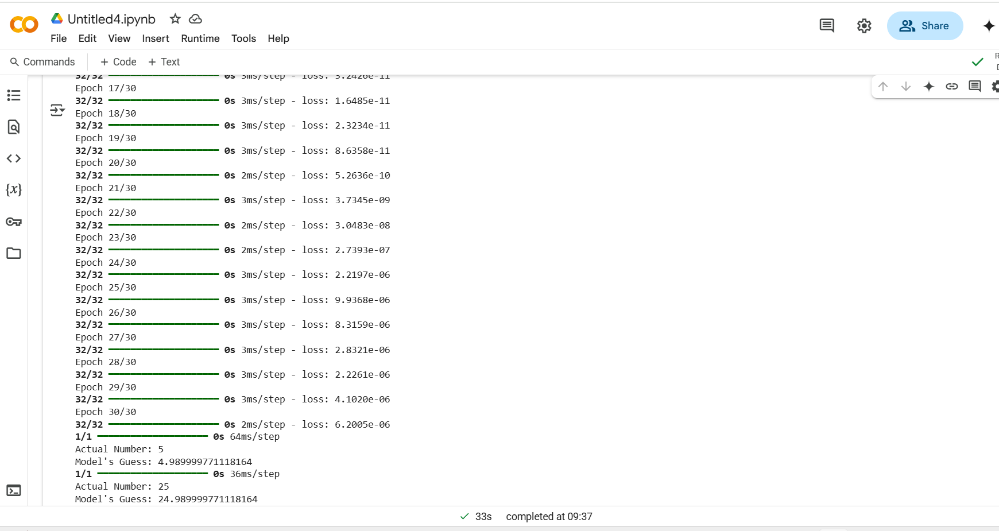 Untitled4.ipynb
File Edit View Insert Runtime Tools Help
Share
Commands + Code + Text
32/32 0s 3ms/step - loss: 3.2426e-11
Epoch 17/30
32/32 0s 3ms/step - loss: 1.6485e-11
Epoch 18/30
32/32 0s 3ms/step - loss: 2.3234e-11
Epoch 19/30
32/32 0s 3ms/step - loss: 8.6358e-11
Epoch 20/30
32/32 0s 2ms/step - loss: 5.2636e-10
Epoch 21/30
32/32 0s 3ms/step - loss: 3.7345e-09
Epoch 22/30
32/32 0s 2ms/step - loss: 3.0483e-08
Epoch 23/30
32/32 0s 2ms/step - loss: 2.7393e-07
Epoch 24/30
32/32 0s 3ms/step - loss: 2.2197e-06
Epoch 25/30
32/32 0s 3ms/step - loss: 9.9368e-06
Epoch 26/30
32/32 0s 3ms/step - loss: 8.3159e-06
Epoch 27/30
32/32 0s 3ms/step - loss: 2.8321e-06
Epoch 28/30
32/32 0s 3ms/step - loss: 2.2261e-06
Epoch 29/30
32/32 0s 3ms/step - loss: 4.1020e-06
Epoch 30/30
32/32 0s 2ms/step - loss: 6.2005e-06
1/1 0s 64ms/step
Actual Number: 5
Model's Guess: 4.989999771118164
1/1 0s 36ms/step
Actual Number: 25
Model's Guess: 24.989999771118164
33s completed at 09:37